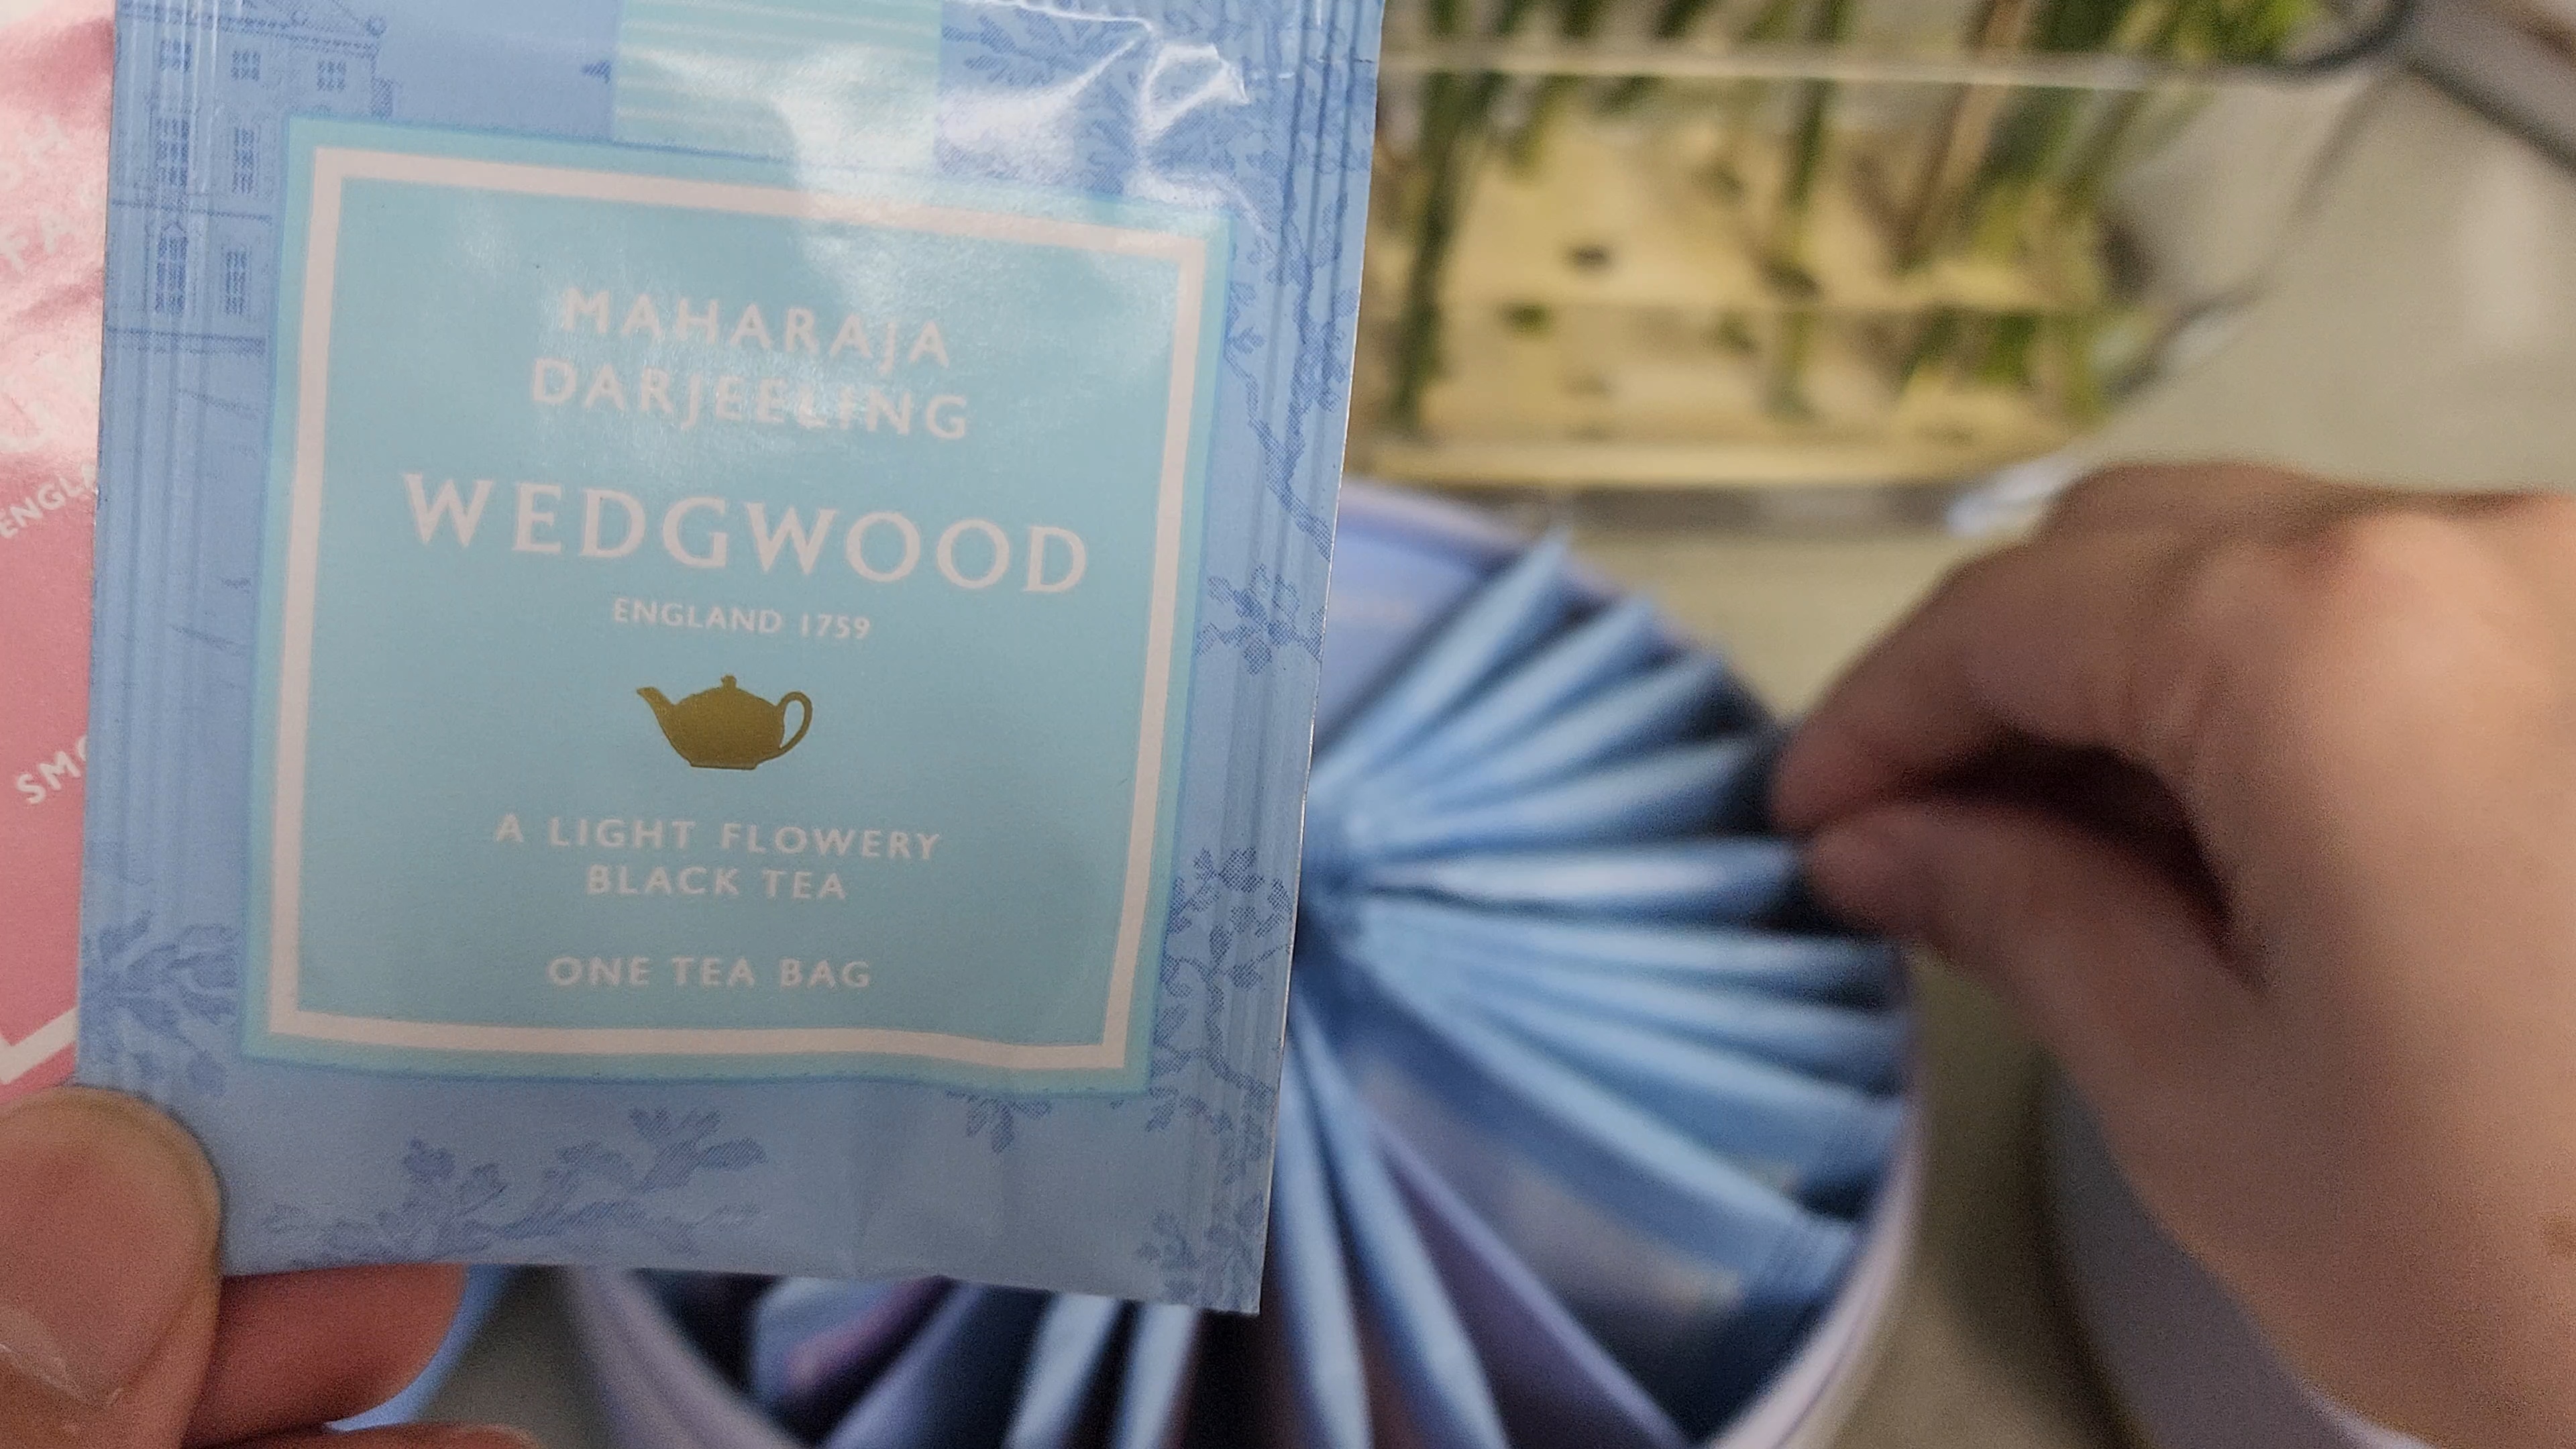 MAHARAJA
DARJEELING
WEDGWOOD
ENGLAND 1759
A LIGHT FLOWERY
BLACK TEA
ONE TEA BAG